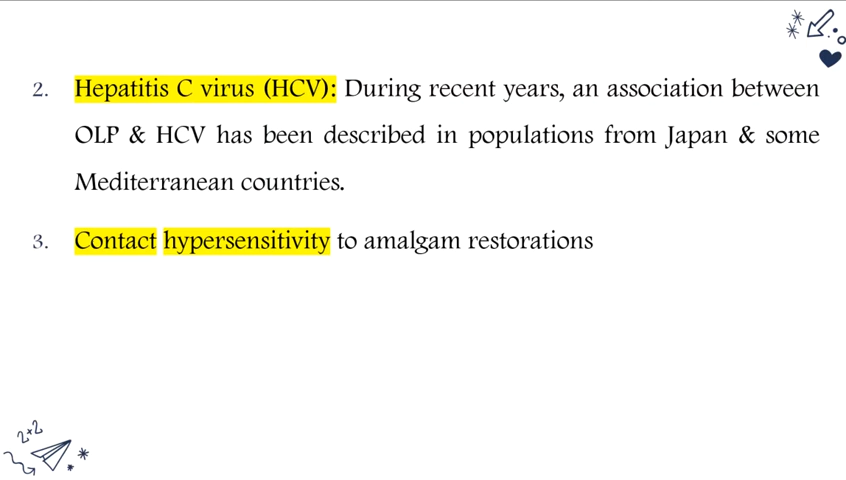 2. Hepatitis C virus (HCV): During recent years, an association between
OLP & HCV has been described in populations from Japan & some
Mediterranean countries.
3. Contact hypersensitivity to amalgam restorations
2x2